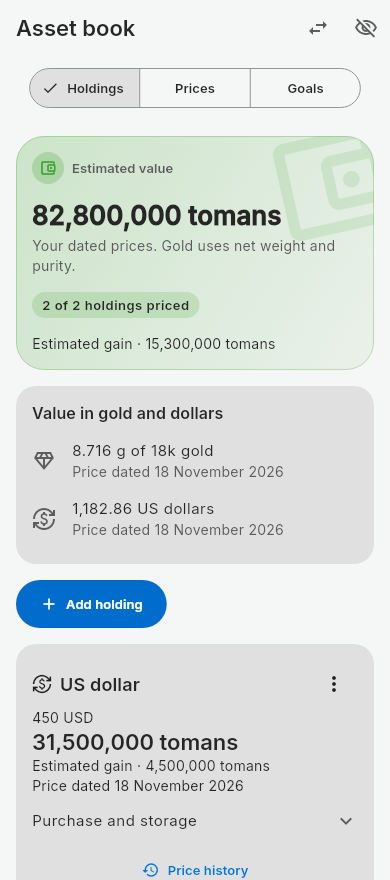 Asset book
Holdings
Prices
Goals
Estimated value
82,800,000 tomans
Your dated prices. Gold uses net weight and
purity.
2 of 2 holdings priced
Estimated gain · 15,300,000 tomans
Value in gold and dollars
8.716 g of 18k gold
Price dated 18 November 2026
1,182.86 US dollars
Price dated 18 November 2026
Add holding
US dollar
450 USD
31,500,000 tomans
Estimated gain · 4,500,000 tomans
Price dated 18 November 2026
Purchase and storage
Price history